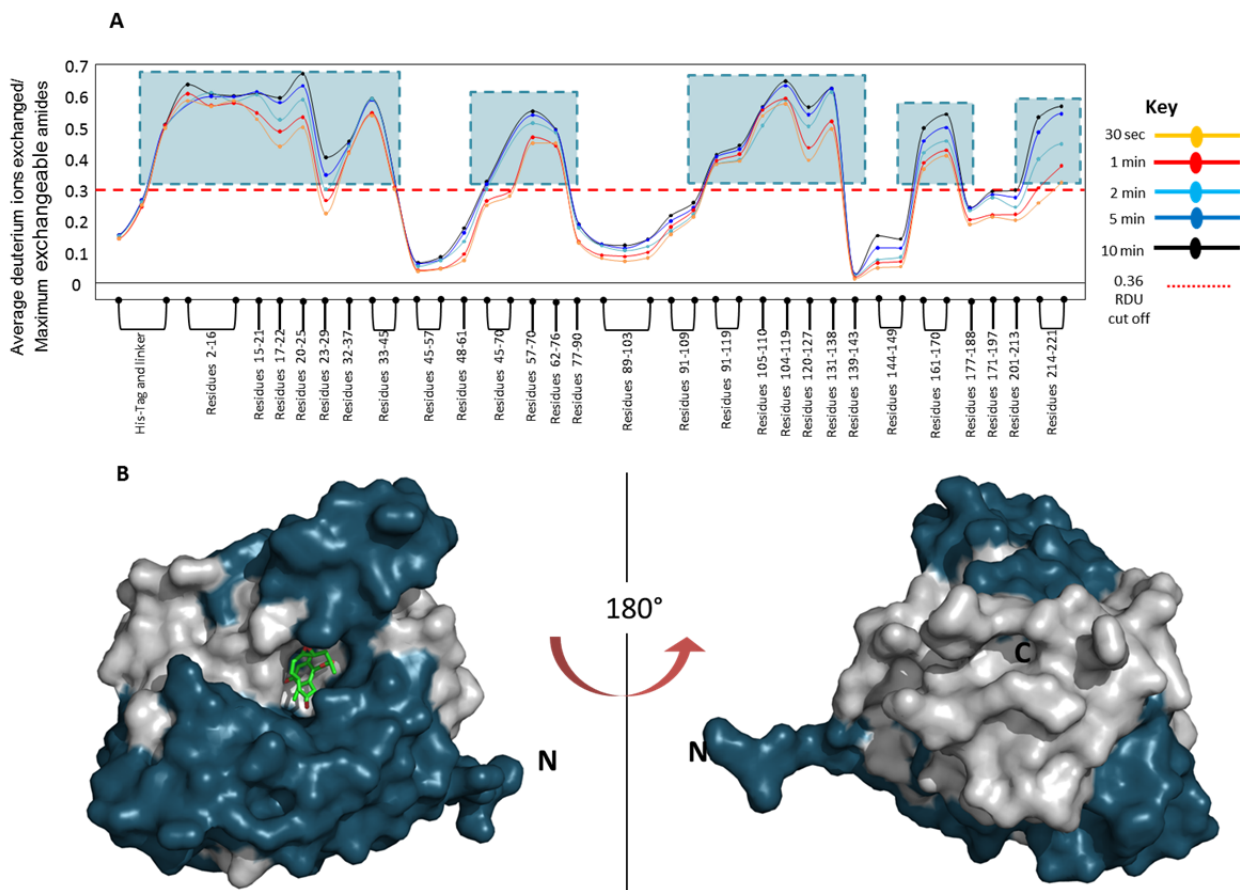 A
Average deuterium ions exchanged/
Maximum exchangeable amides
0.7
0.6
0.5
0.4
0.3
0.2
0.1
0
His-Tag and linker
Residues 2-16
Residues 15-21
Residues 17-22
Residues 20-25
Residues 23-29
Residues 32-37
Residues 33-45
Residues 45-57
Residues 48-61
Residues 45-70
Residues 57-70
Residues 62-76
Residues 77-90
Residues 89-103
Residues 91-109
Residues 91-119
Residues 105-110
Residues 104-119
Residues 120-127
Residues 131-138
Residues 139-143
Residues 144-149
Residues 161-170
Residues 177-188
Residues 171-197
Residues 201-213
Residues 214-221
Key
30 sec
1 min
2 min
5 min
10 min
0.36
RDU
cut off
B
N
180°
C
N